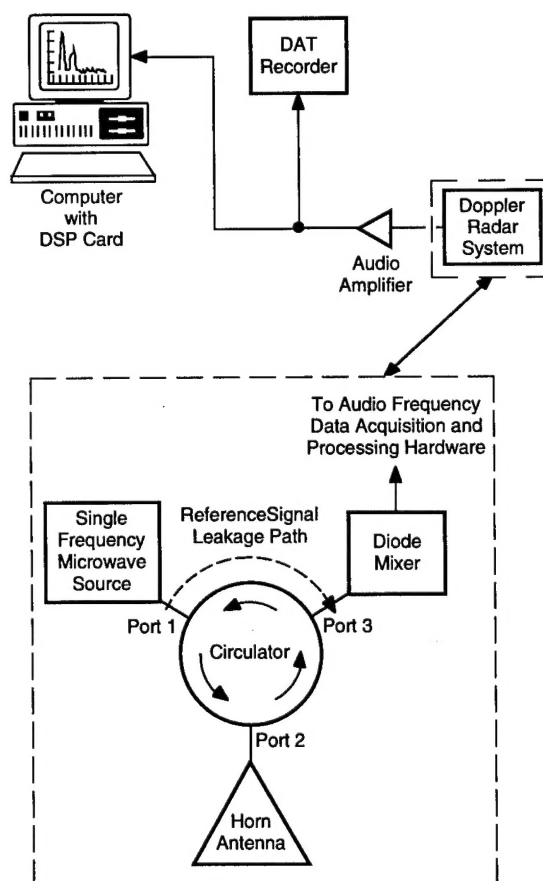 DAT
Recorder
Computer
with
DSP Card
Audio
Amplifier
Doppler
Radar
System
To Audio Frequency
Data Acquisition and
Processing Hardware
Single
Frequency
Microwave
Source
ReferenceSignal
Leakage Path
Diode
Mixer
Port 1
Port 3
Circulator
Port 2
Horn
Antenna